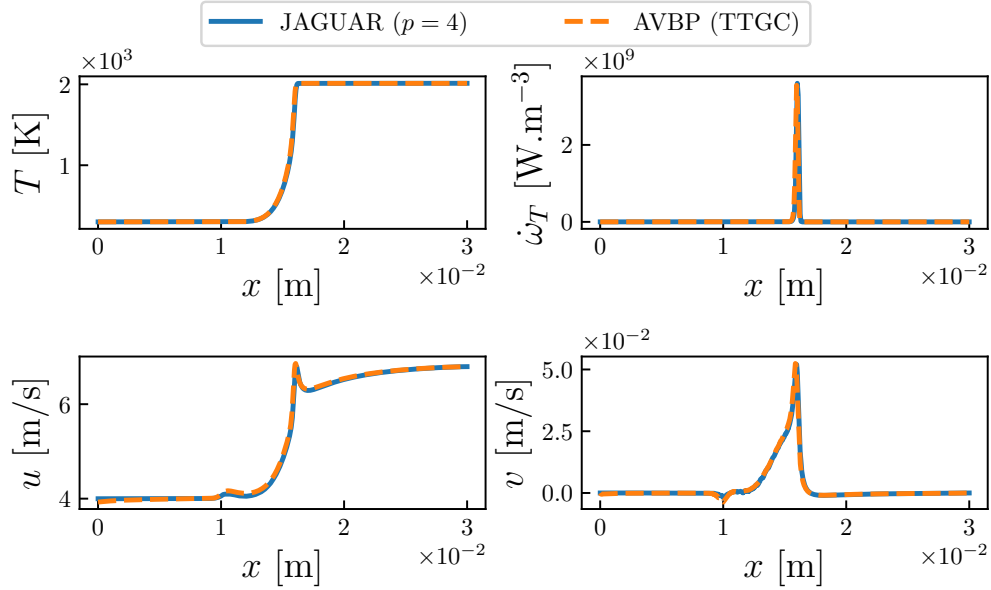 JAGUAR (p = 4) AVBP (TTGC)
×10³ ×10⁹
2
1
T [K]
0 1 2 3
×10⁻²
x [m]
2
0
ω̇_T [W.m⁻³]
0 1 2 3
×10⁻²
x [m]
6
4
u [m/s]
0 1 2 3
×10⁻²
x [m]
×10⁻²
5.0
2.5
0.0
v [m/s]
0 1 2 3
×10⁻²
x [m]